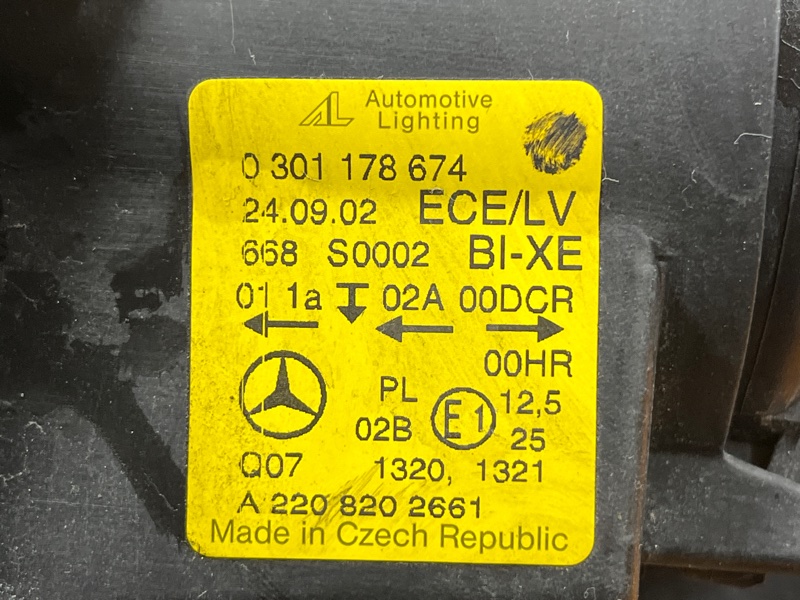 AL Automotive
Lighting
0 301 178 674
24.09.02 ECE/LV
668 S0002 BI-XE
01 1a 02A 00DCR
00HR
PL 12,5
02B E1 25
Q07 1320, 1321
A 220 820 2661
Made in Czech Republic